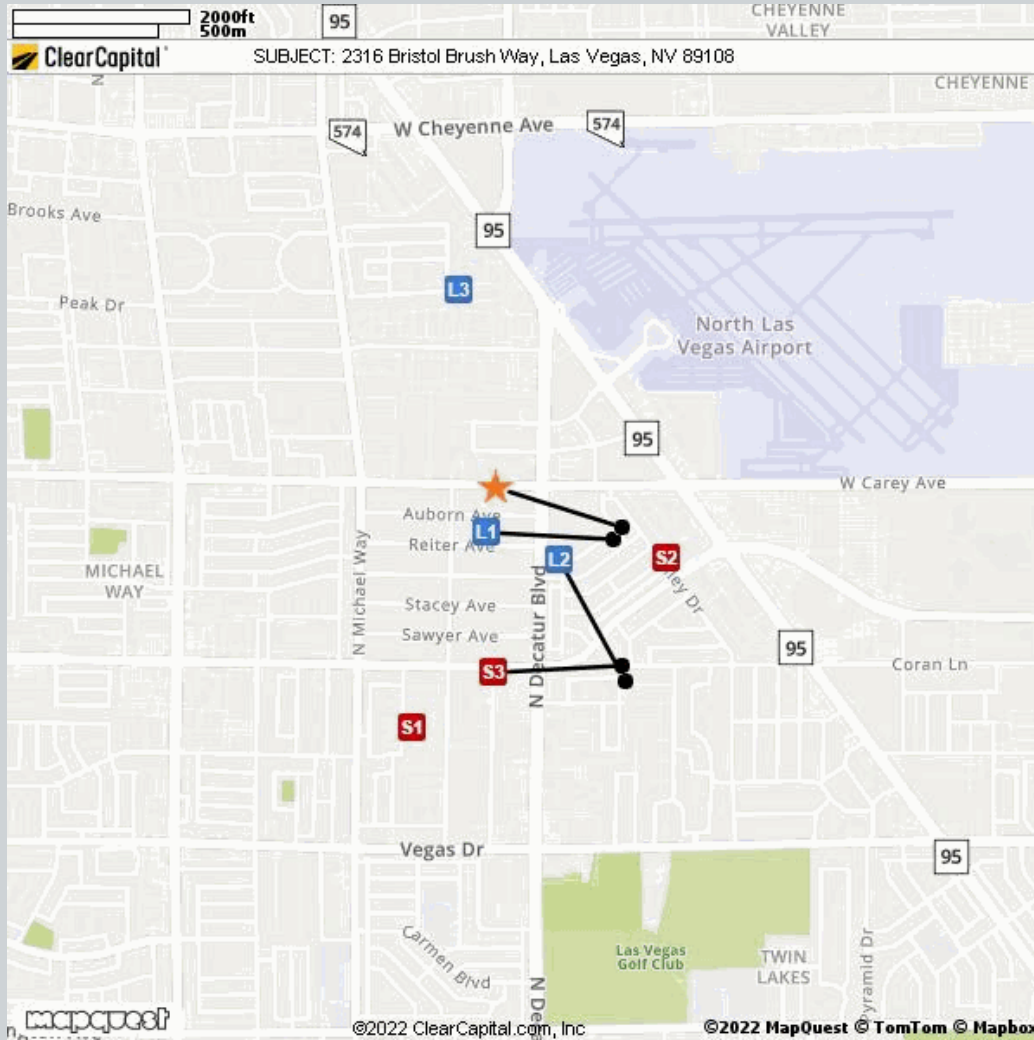 2000ft
500m
95
CHEYENNE
VALLEY
ClearCapital
SUBJECT: 2316 Bristol Brush Way, Las Vegas, NV 89108
N
CHEYENNE
574
W Cheyenne Ave
574
Brooks Ave
95
L3
Peak Dr
North Las
Vegas Airport
95
W Carey Ave
Auborn Ave
L1
Reiter Ave
L2
S2
MICHAEL
WAY
N Michael Way
N Decatur Blvd
Stacey Ave
Sawyer Ave
95
Coran Ln
S3
S1
Vegas Dr
95
Carmen Blvd
Las Vegas
Golf Club
TWIN
LAKES
Pyramid Dr
mapquest
©2022 ClearCapital.com, Inc
©2022 MapQuest © TomTom © Mapbox